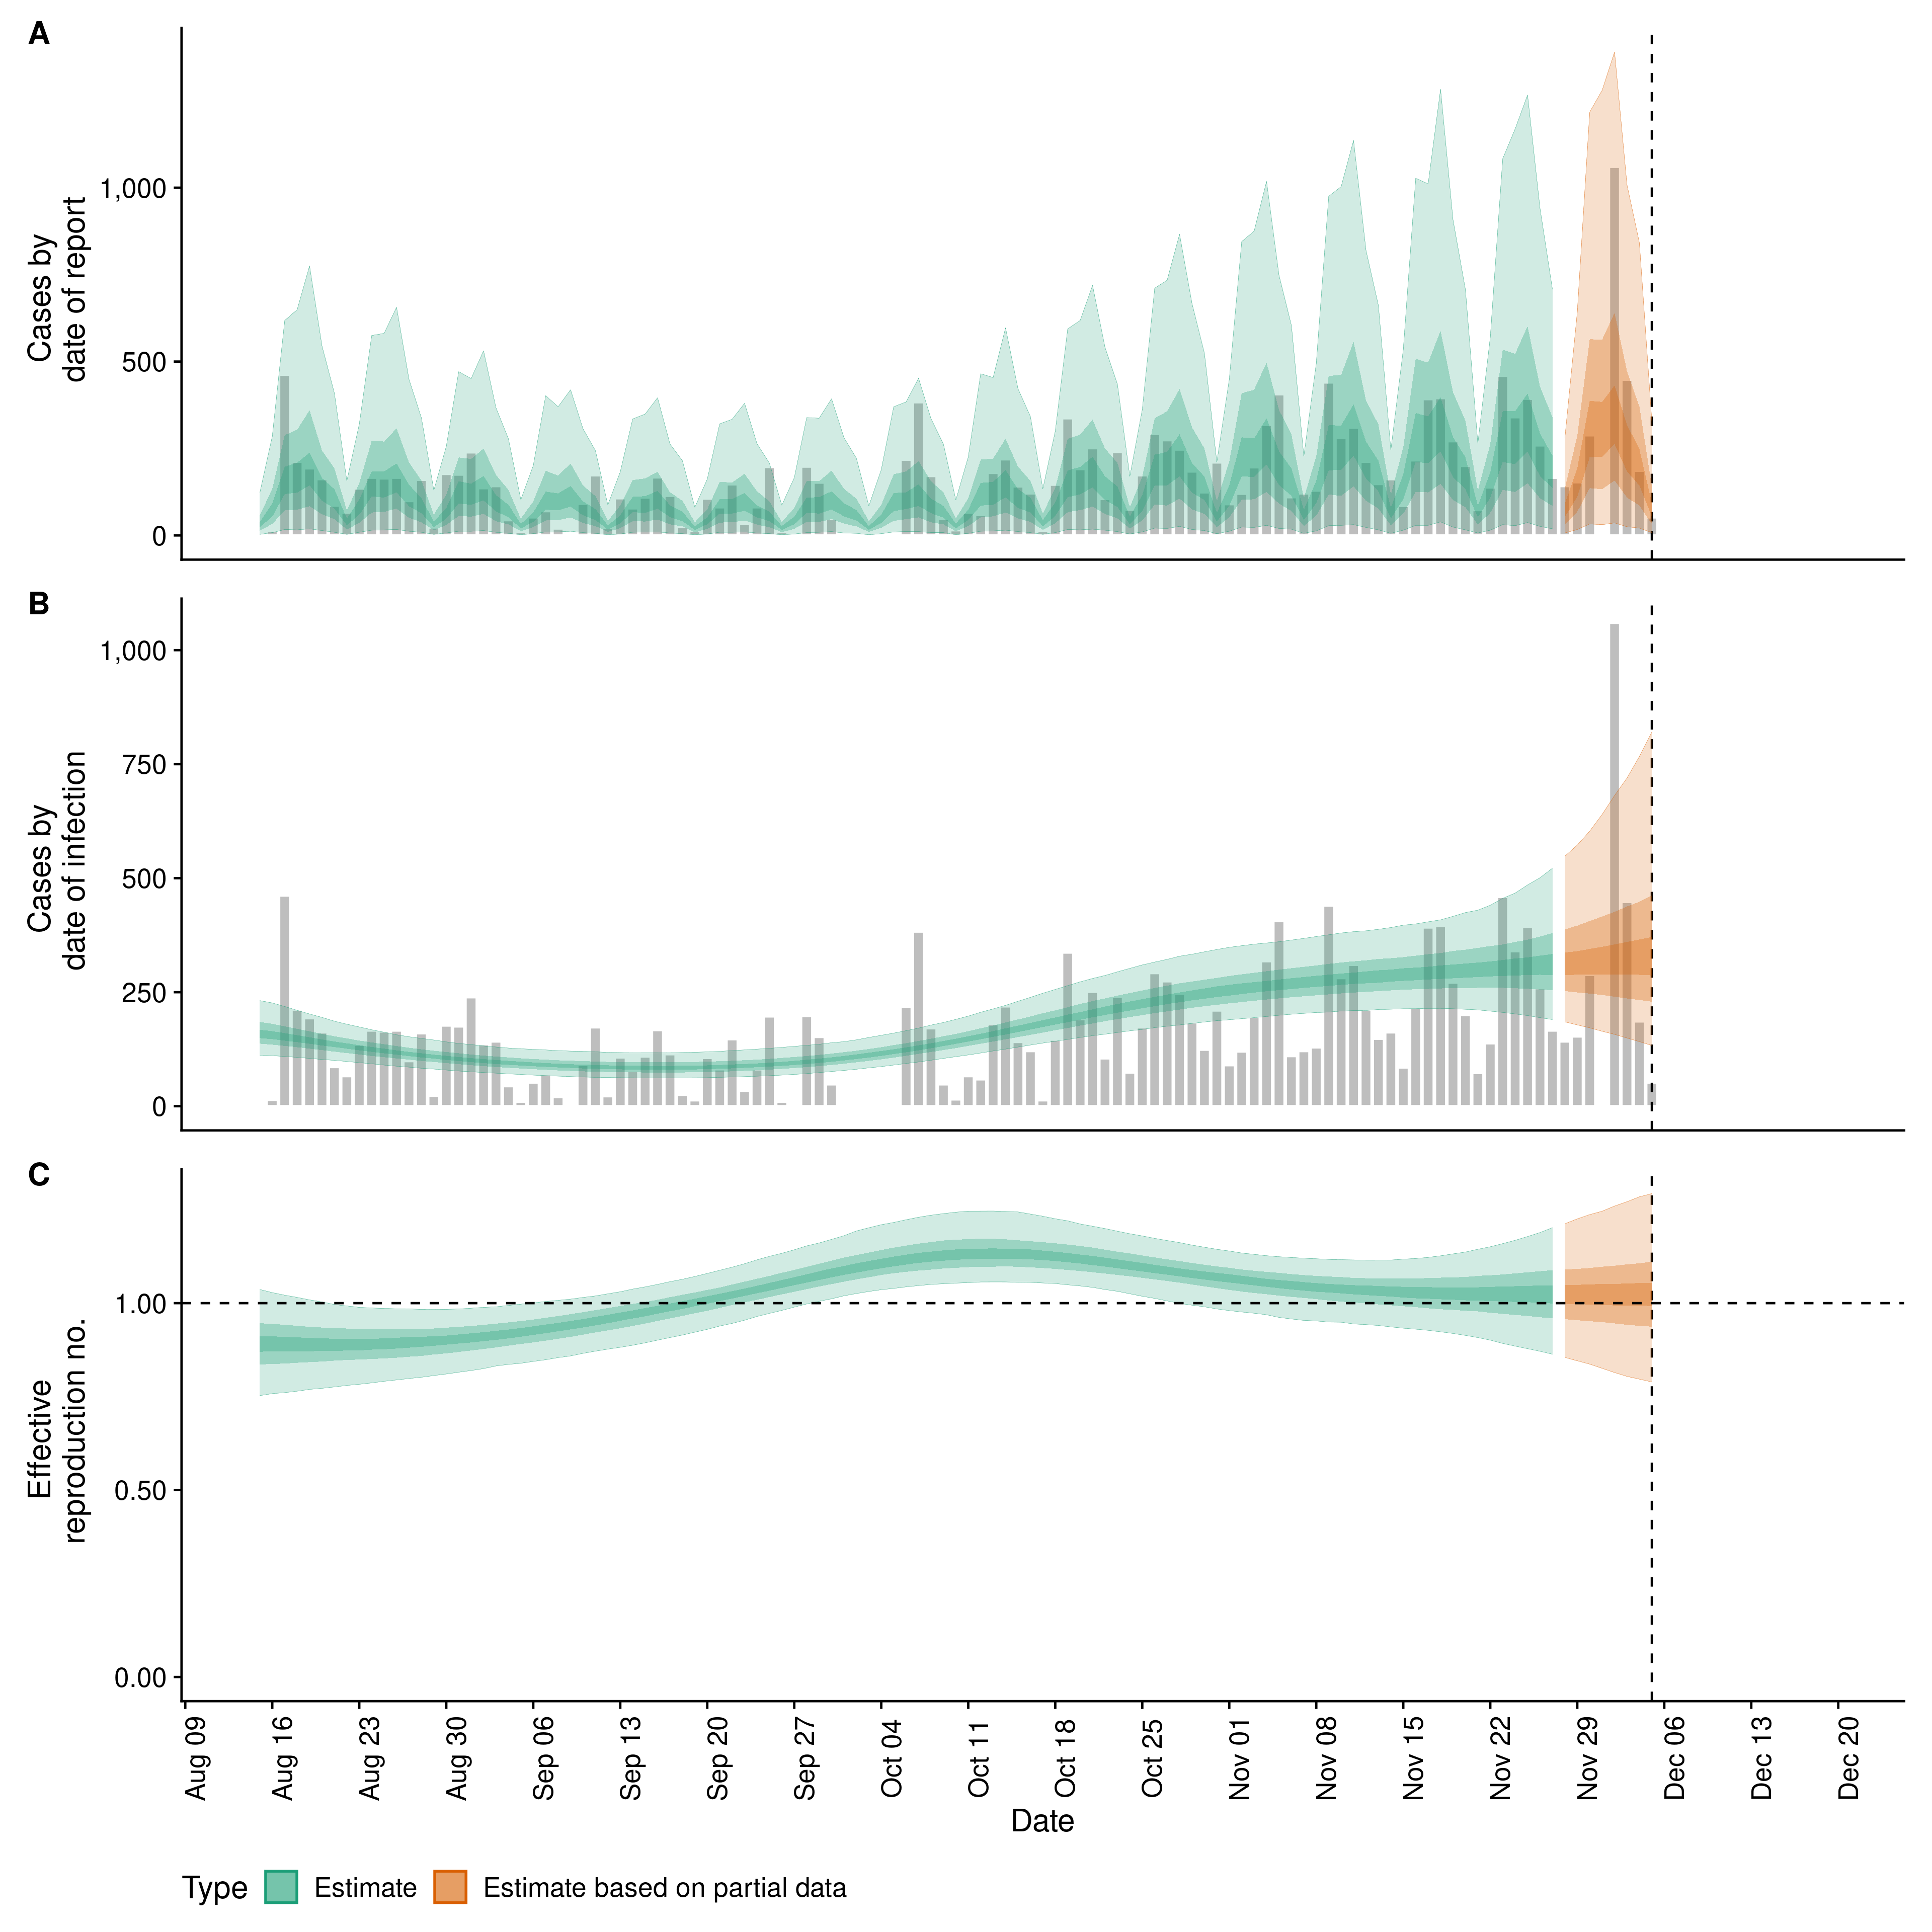 A
Cases by
date of report
1,000
500
0
B
Cases by
date of infection
1,000
750
500
250
0
C
Effective
reproduction no.
1.00
0.50
0.00
Aug 09
Aug 16
Aug 23
Aug 30
Sep 06
Sep 13
Sep 20
Sep 27
Oct 04
Oct 11
Oct 18
Oct 25
Nov 01
Nov 08
Nov 15
Nov 22
Nov 29
Dec 06
Dec 13
Dec 20
Date
Type Estimate Estimate based on partial data